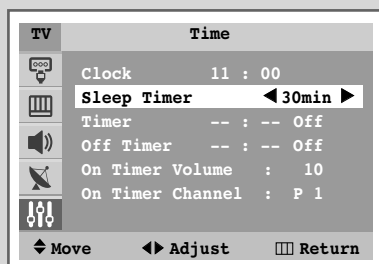 TV Time
Clock 11 : 00
Sleep Timer ◀ 30min ▶
Timer -- : -- Off
Off Timer -- : -- Off
On Timer Volume : 10
On Timer Channel : P 1
Move Adjust Return